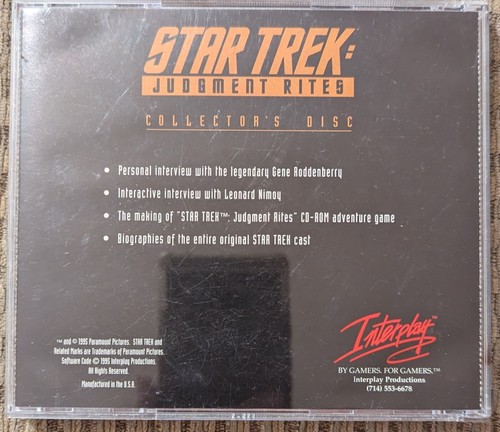 STAR TREK:
JUDGMENT RITES
COLLECTOR'S DISC
• Personal interview with the legendary Gene Roddenberry
• Interactive interview with Leonard Nimoy
• The making of "STAR TREK™: Judgment Rites" CD-ROM adventure game
• Biographies of the entire original STAR TREK cast
™ and © 1995 Paramount Pictures. STAR TREK and
Related Marks are Trademarks of Paramount Pictures.
Software Code © 1995 Interplay Productions.
All Rights Reserved.
Manufactured in the U.S.A.
Interplay™
BY GAMERS. FOR GAMERS.™
Interplay Productions
(714) 553-6678